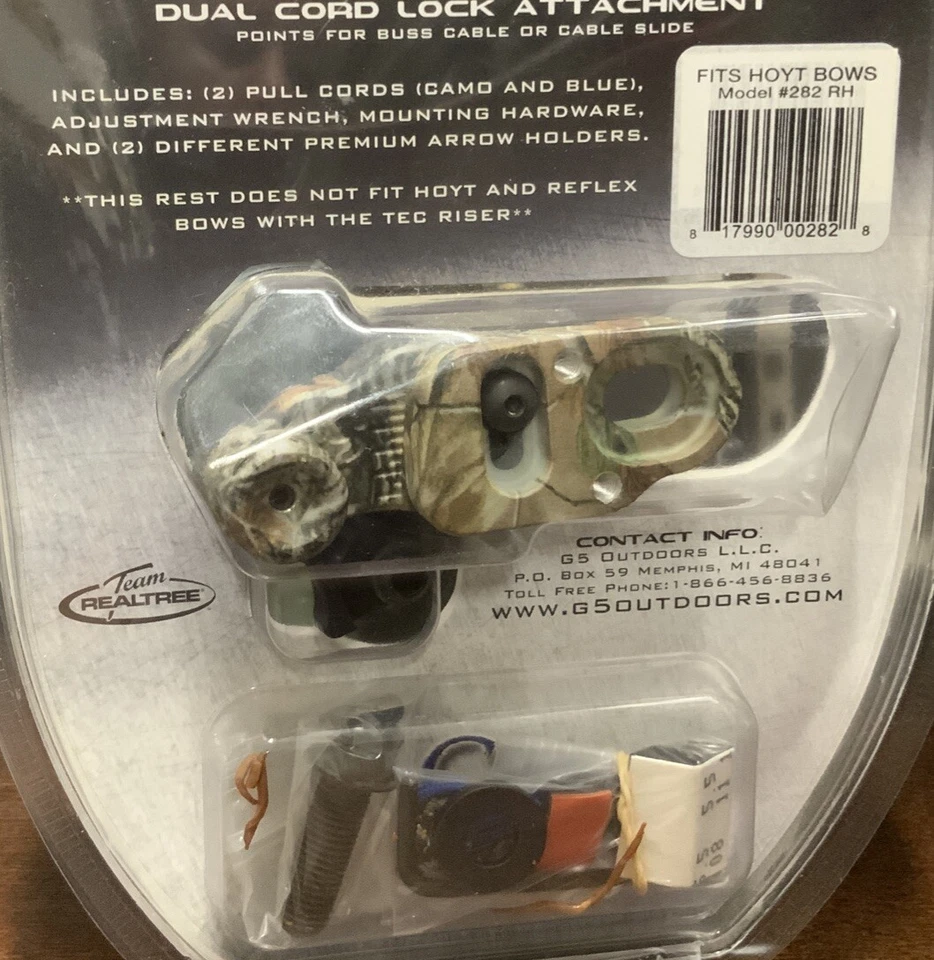 DUAL CORD LOCK ATTACHMENT
POINTS FOR BUSS CABLE OR CABLE SLIDE
INCLUDES: (2) PULL CORDS (CAMO AND BLUE),
ADJUSTMENT WRENCH, MOUNTING HARDWARE,
AND (2) DIFFERENT PREMIUM ARROW HOLDERS.
**THIS REST DOES NOT FIT HOYT AND REFLEX
BOWS WITH THE TEC RISER**
FITS HOYT BOWS
Model #282 RH
8 17990 00282 8
CONTACT INFO:
G5 OUTDOORS L.L.C.
P.O. BOX 59 MEMPHIS, MI 48041
TOLL FREE PHONE: 1-866-456-8836
WWW.G5OUTDOORS.COM
Team
REALTREE®